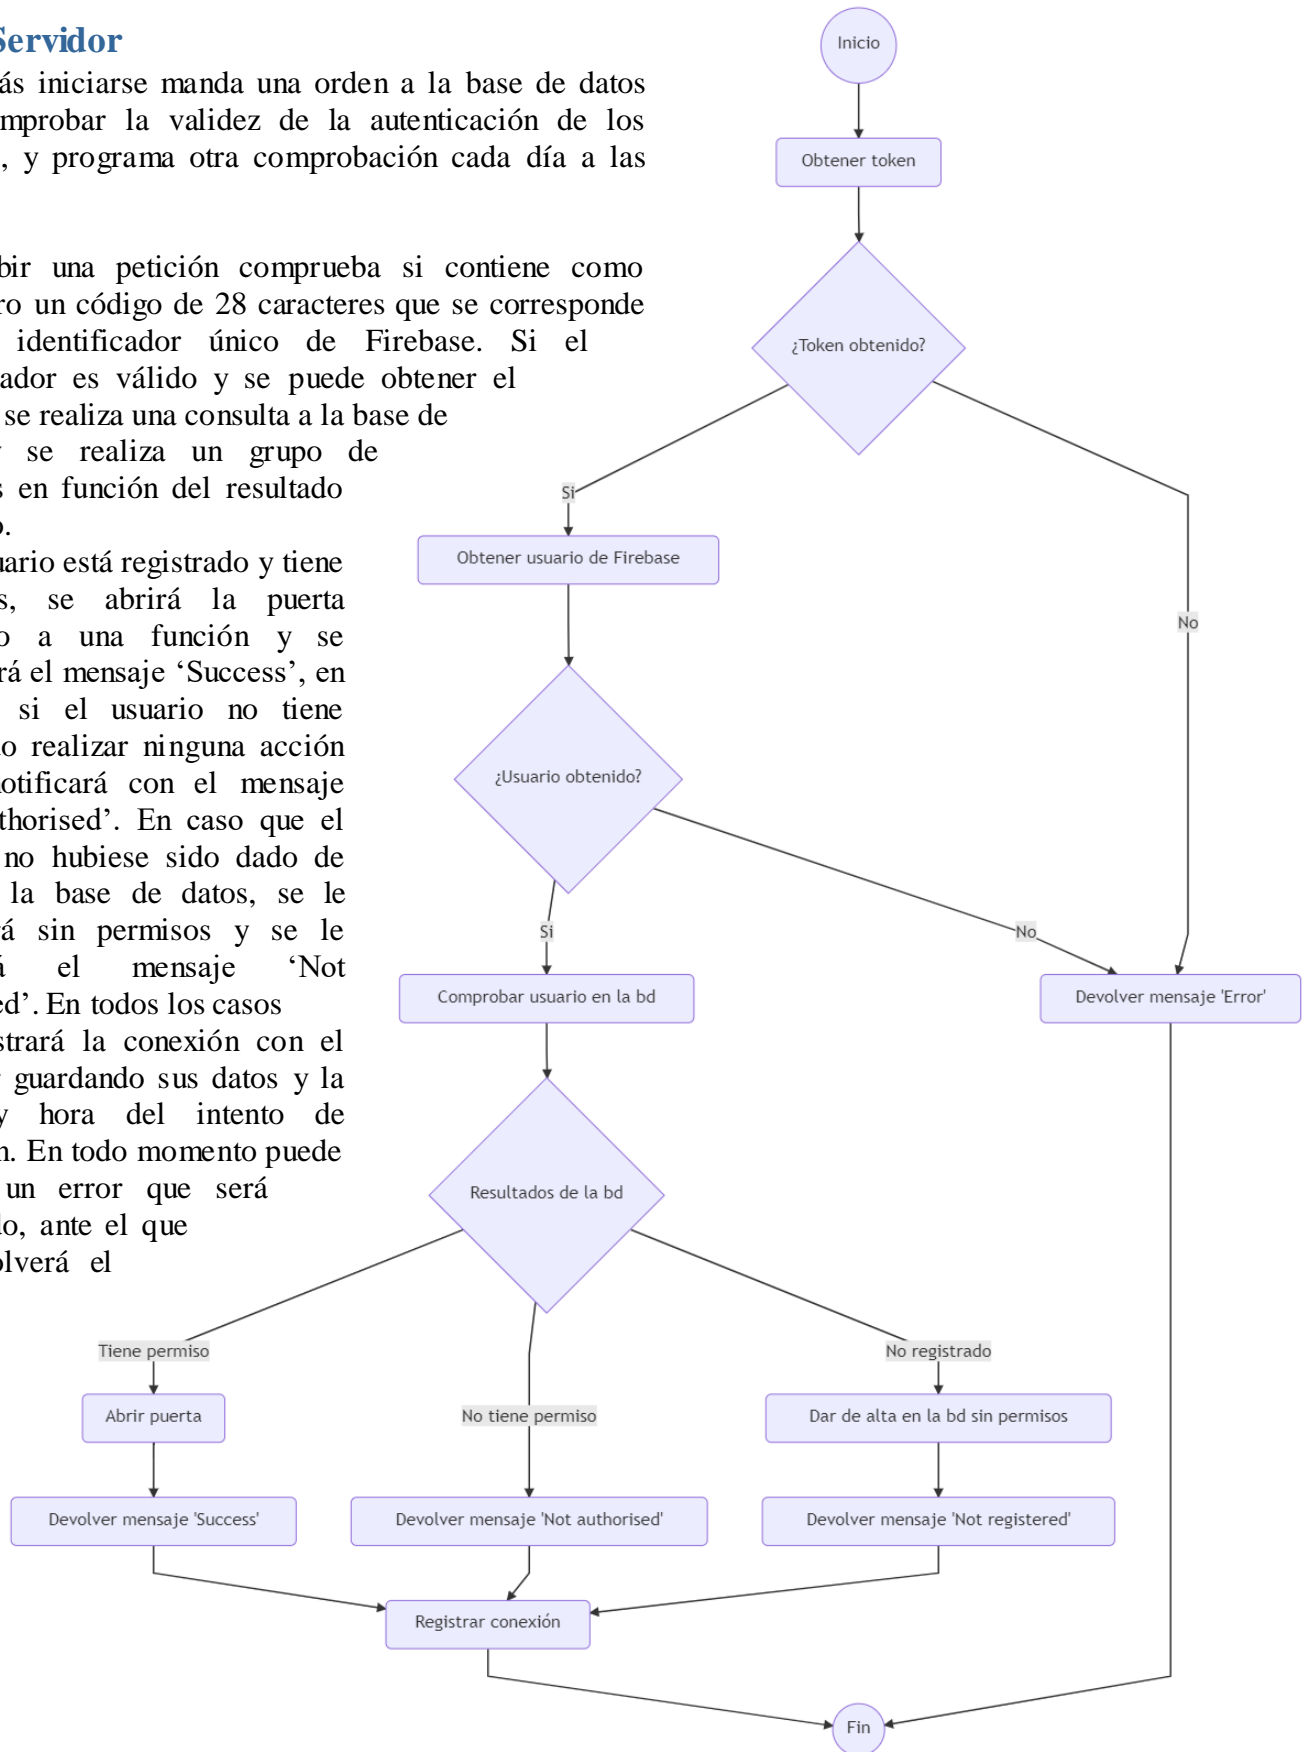 Servidor
ás iniciarse manda una orden a la base de datos
mprobar la validez de la autenticación de los
, y programa otra comprobación cada día a las
bir una petición comprueba si contiene como
ro un código de 28 caracteres que se corresponde
identificador único de Firebase. Si el
ador es válido y se puede obtener el
se realiza una consulta a la base de
se realiza un grupo de
s en función del resultado
o.
uario está registrado y tiene
s, se abrirá la puerta
o a una función y se
rá el mensaje ‘Success’, en
si el usuario no tiene
o realizar ninguna acción
notificará con el mensaje
thorised’. En caso que el
no hubiese sido dado de
la base de datos, se le
rá sin permisos y se le
á el mensaje ‘Not
ed’. En todos los casos
strará la conexión con el
r guardando sus datos y la
y hora del intento de
n. En todo momento puede
un error que será
lo, ante el que
olverá el
Inicio
Obtener token
¿Token obtenido?
Si
No
Obtener usuario de Firebase
¿Usuario obtenido?
Si
No
Comprobar usuario en la bd
Devolver mensaje 'Error'
Resultados de la bd
Tiene permiso
No tiene permiso
No registrado
Abrir puerta
Dar de alta en la bd sin permisos
Devolver mensaje 'Success'
Devolver mensaje 'Not authorised'
Devolver mensaje 'Not registered'
Registrar conexión
Fin